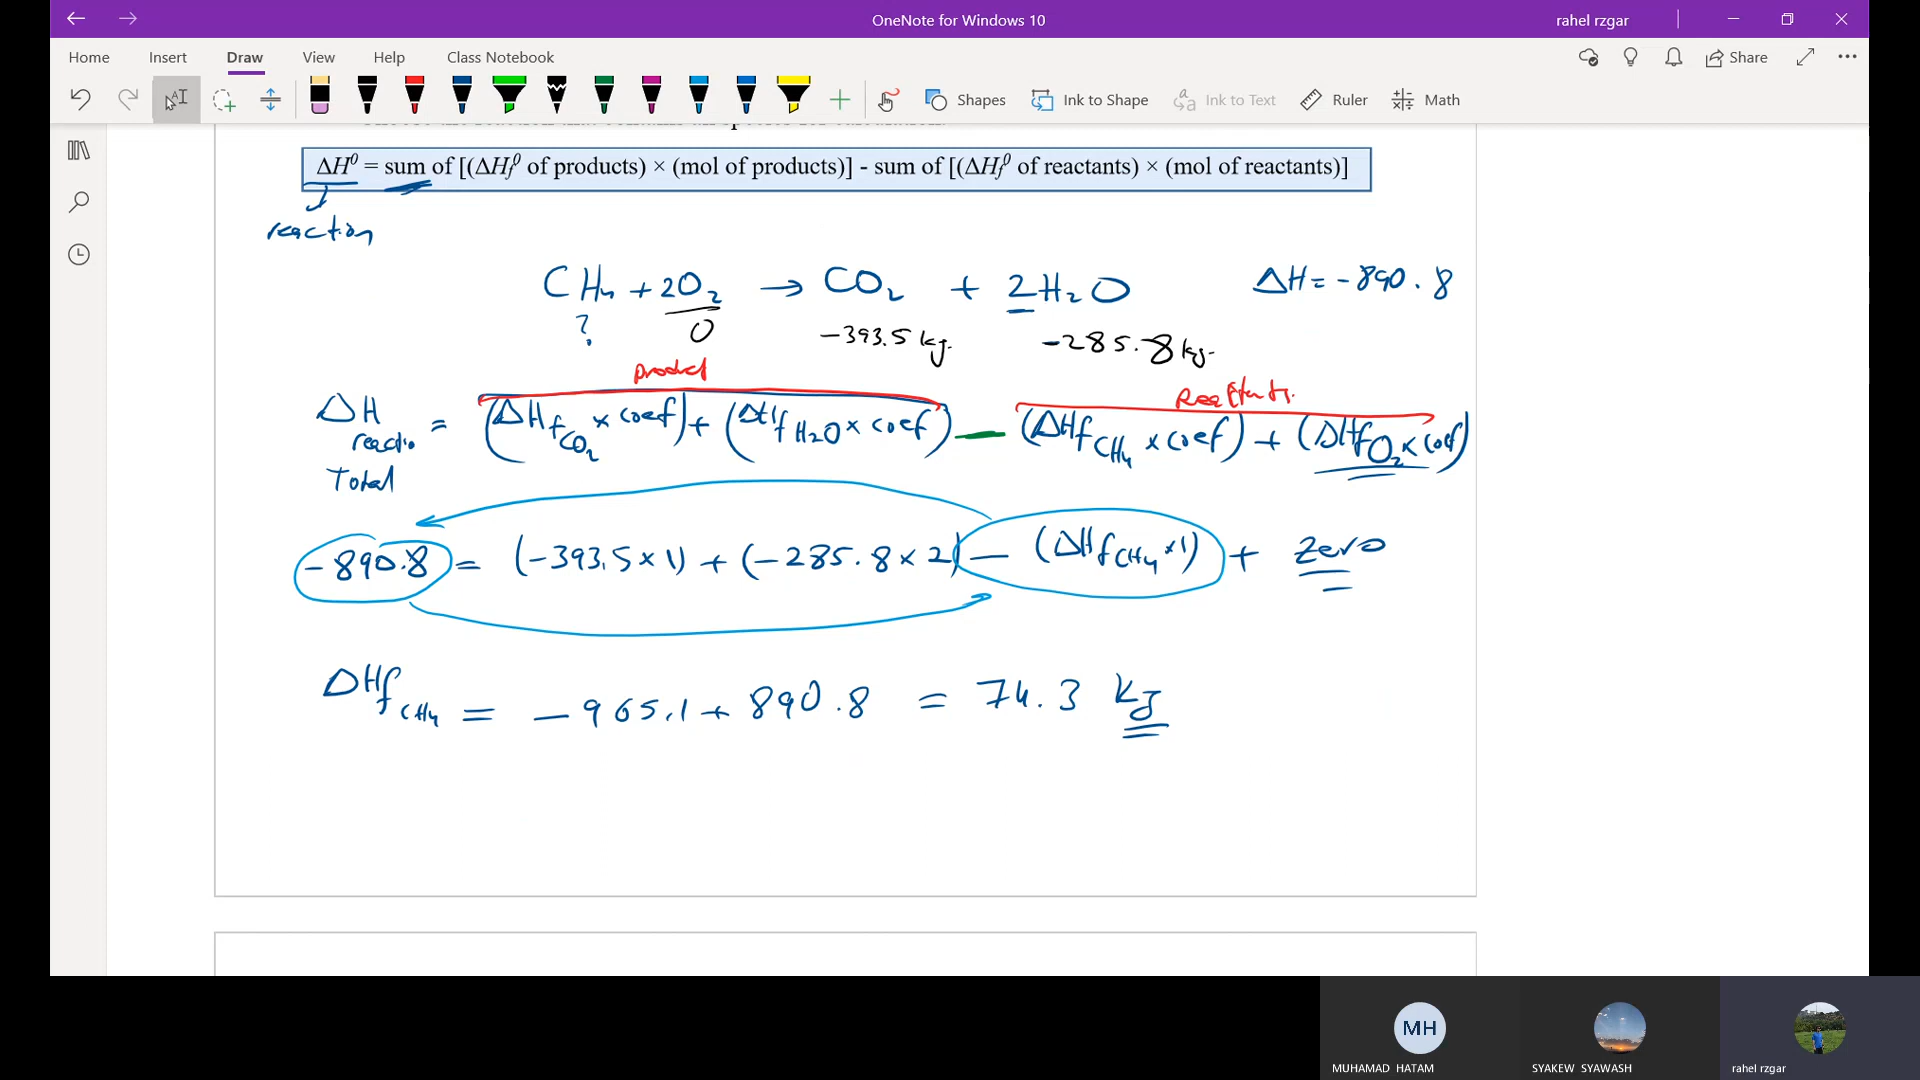 OneNote for Windows 10
rahel rzgar
Home Insert Draw View Help Class Notebook
Share
Shapes Ink to Shape Ink to Text Ruler Math
ΔH⁰ = sum of [(ΔHf⁰ of products) × (mol of products)] - sum of [(ΔHf⁰ of reactants) × (mol of reactants)]
reaction
CH₄ + 2O₂ → CO₂ + 2H₂O ΔH = -890.8
? 0 -393.5 kj. -285.8 kj.
product
Reactants.
ΔH reactio Total = (ΔHf CO₂ × coef) + (ΔHf H₂O × coef) — (ΔHf CH₄ × coef) + (ΔHf O₂ × coef)
-890.8 = (-393.5 × 1) + (-285.8 × 2) — (ΔHf CH₄ × 1) + zero
ΔHf CH₄ = -965.1 + 890.8 = 74.3 kj
MH
MUHAMAD HATAM
SYAKEW SYAWASH
rahel rzgar